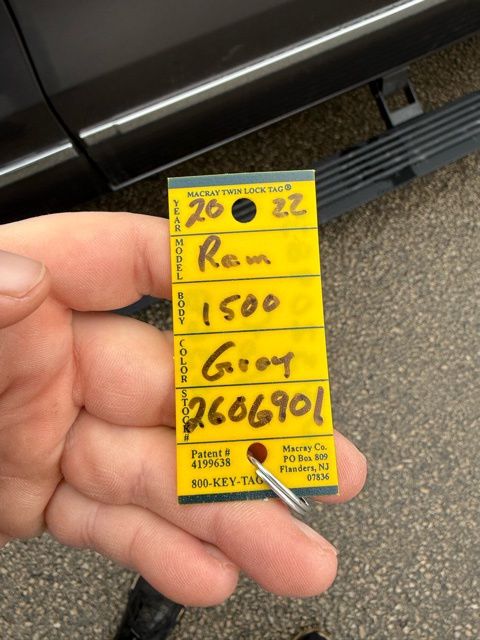 MACRAY TWIN LOCK TAG®
YEAR 20 22
MODEL Ram
BODY 1500
COLOR Gray
STOCK# 2606901
Patent #
4199638
800-KEY-TAG
Macray Co.
PO Box 809
Flanders, NJ
07836